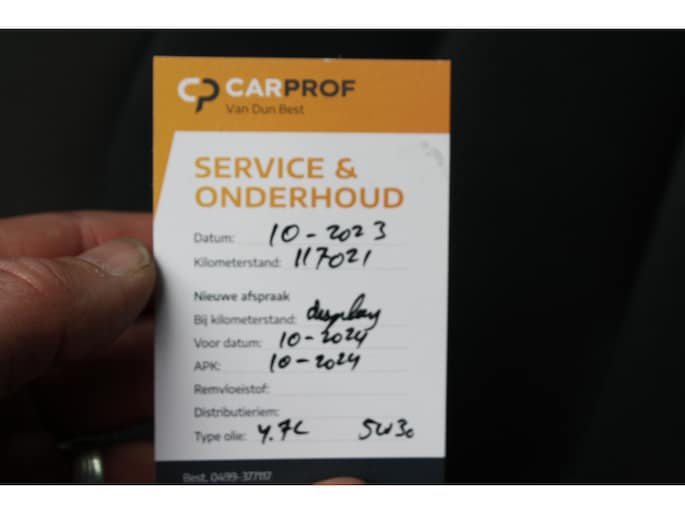 CARPROF
Van Dun Best
SERVICE &
ONDERHOUD
Datum: 10-2023
Kilometerstand: 117021
Nieuwe afspraak
Bij kilometerstand: display
Voor datum: 10-2024
APK: 10-2024
Remvloeistof:
Distributieriem:
Type olie: 4.7L 5W30
Best, 0499-377117